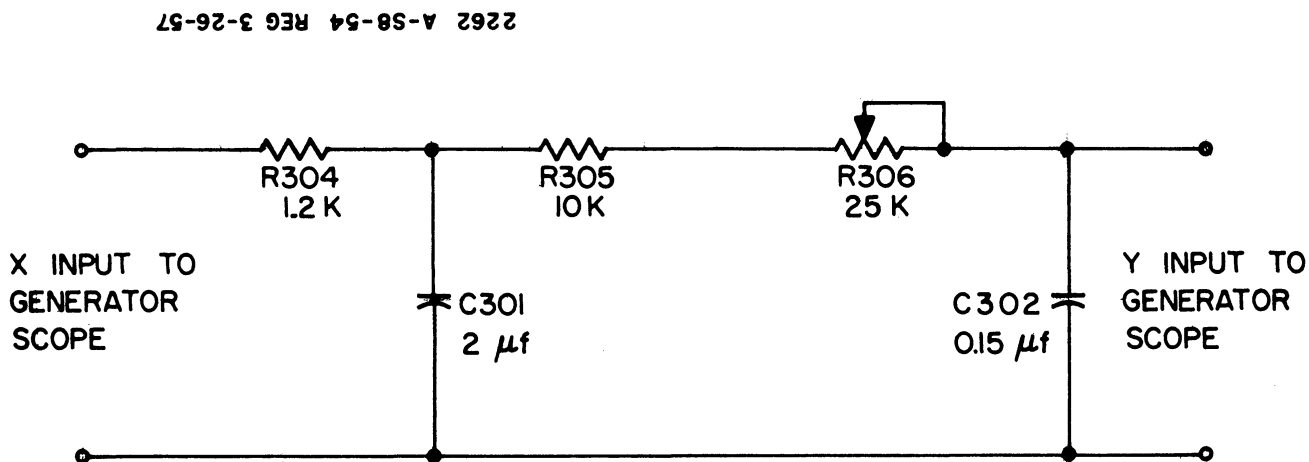 2262 A-S8-54 REG 3-26-57
R304
1.2 K
R305
10 K
R306
25 K
X INPUT TO
GENERATOR
SCOPE
C301
2 μf
C302
0.15 μf
Y INPUT TO
GENERATOR
SCOPE